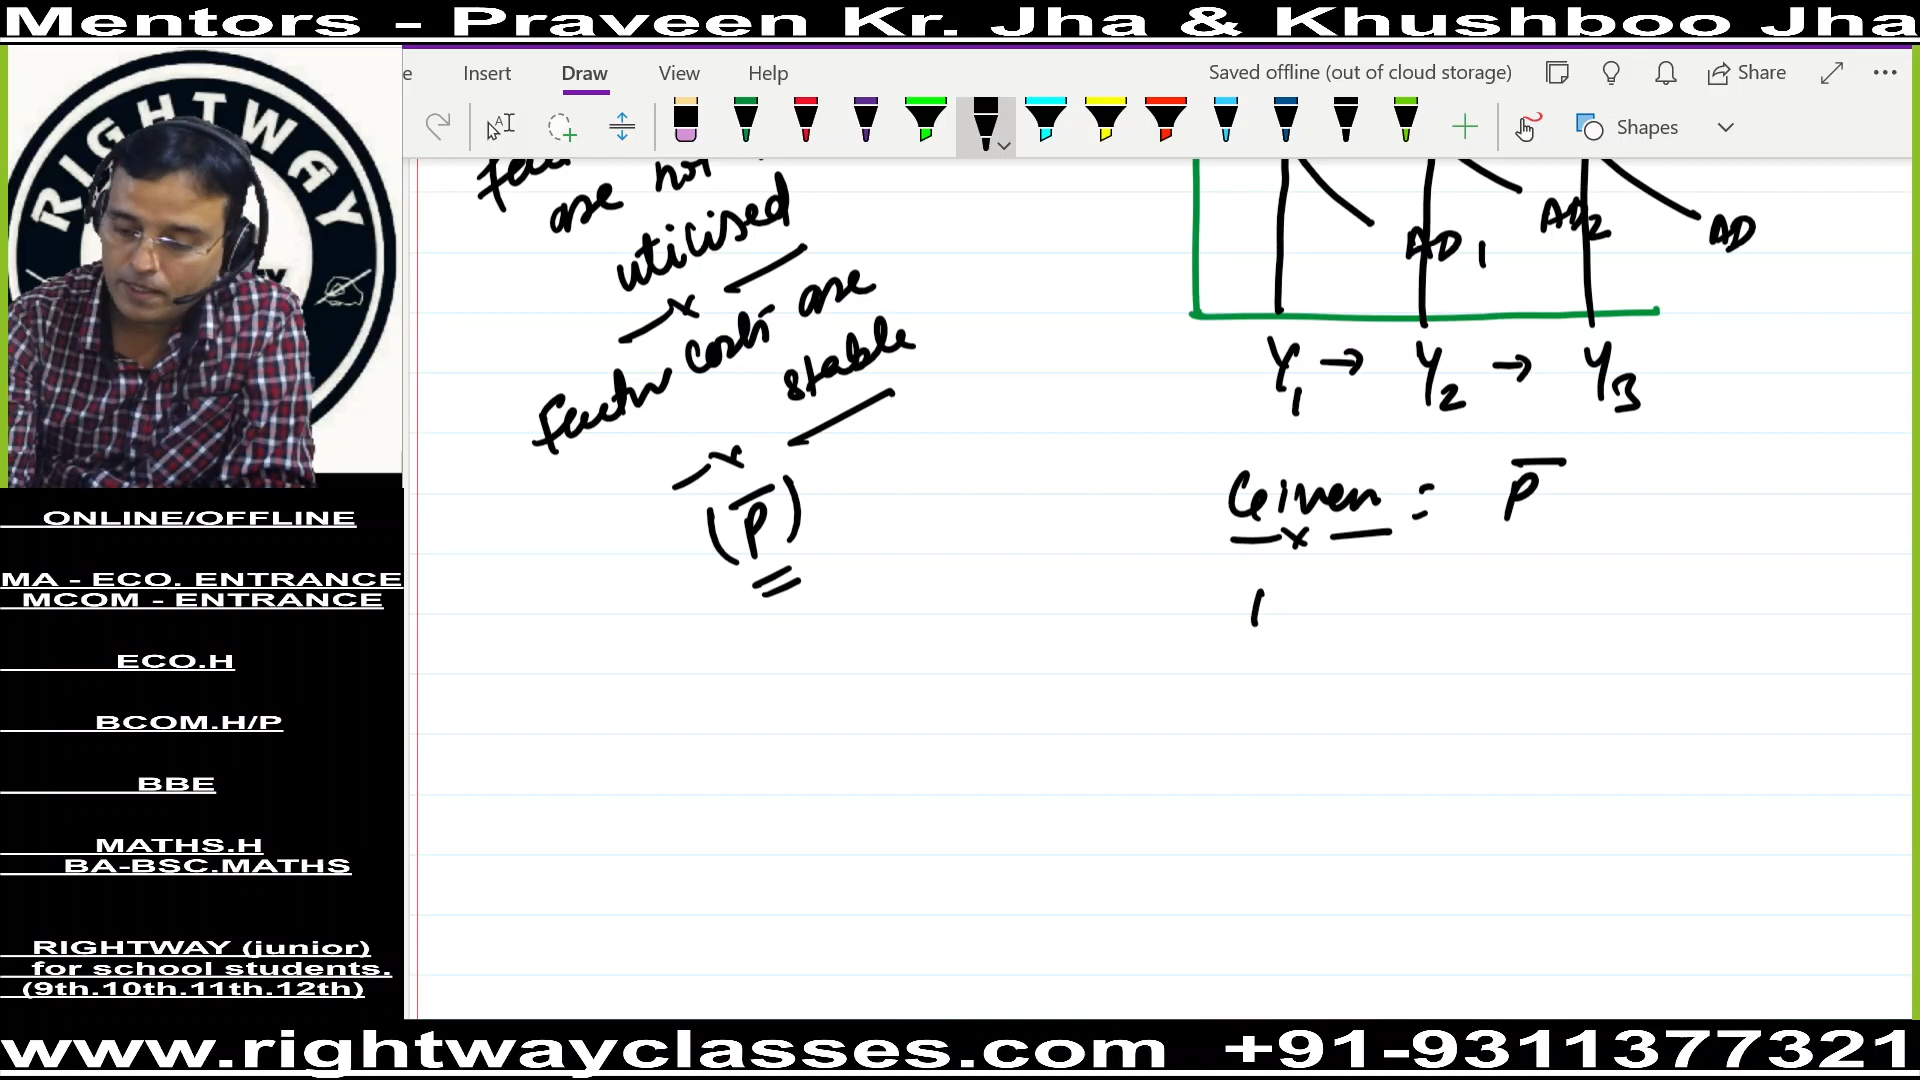 Mentors - Praveen Kr. Jha & Khushboo Jha
RIGHTWAY
Insert Draw View Help
Saved offline (out of cloud storage)
Share
Shapes
are not
utilised
Factor costs are
stable
(P̅)
AD1
AD2
AD
Y1 → Y2 → Y3
Given = P̅
ONLINE/OFFLINE
MA - ECO. ENTRANCE
MCOM - ENTRANCE
ECO.H
BCOM.H/P
BBE
MATHS.H
BA-BSC.MATHS
RIGHTWAY (junior)
for school students.
(9th.10th.11th.12th)
www.rightwayclasses.com +91-9311377321